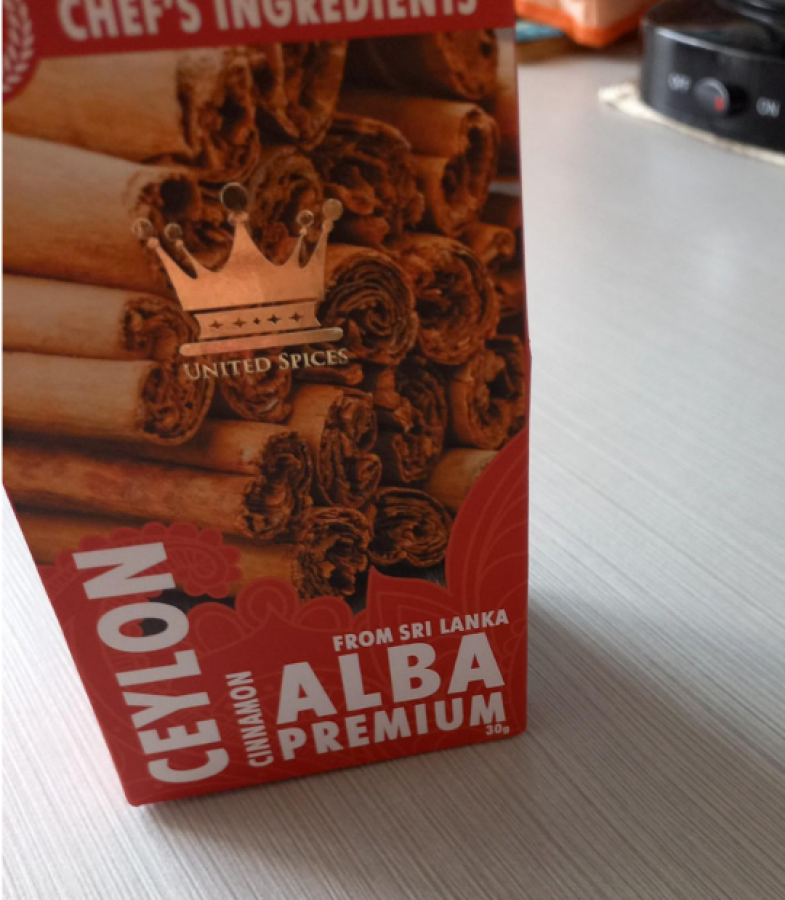 CHEF'S INGREDIENTS
UNITED SPICES
CEYLON
CINNAMON
FROM SRI LANKA
ALBA
PREMIUM
30g
OFF
ON